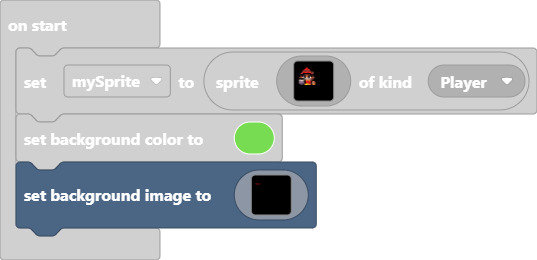 on start
set mySprite to sprite of kind Player
set background color to
set background image to